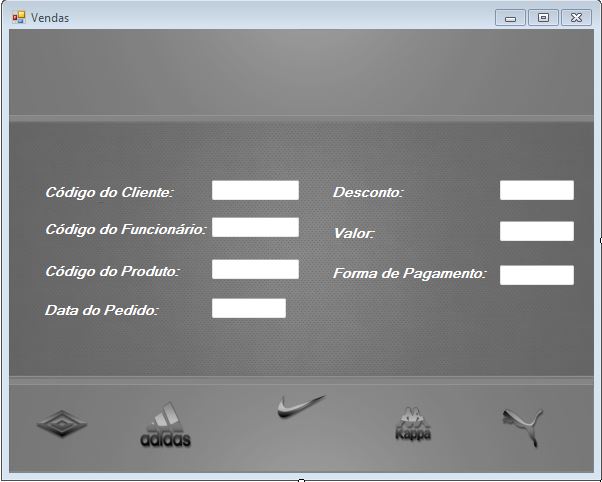 Vendas
Código do Cliente:
Desconto:
Código do Funcionário:
Valor:
Código do Produto:
Forma de Pagamento:
Data do Pedido:
adidas
Kappa